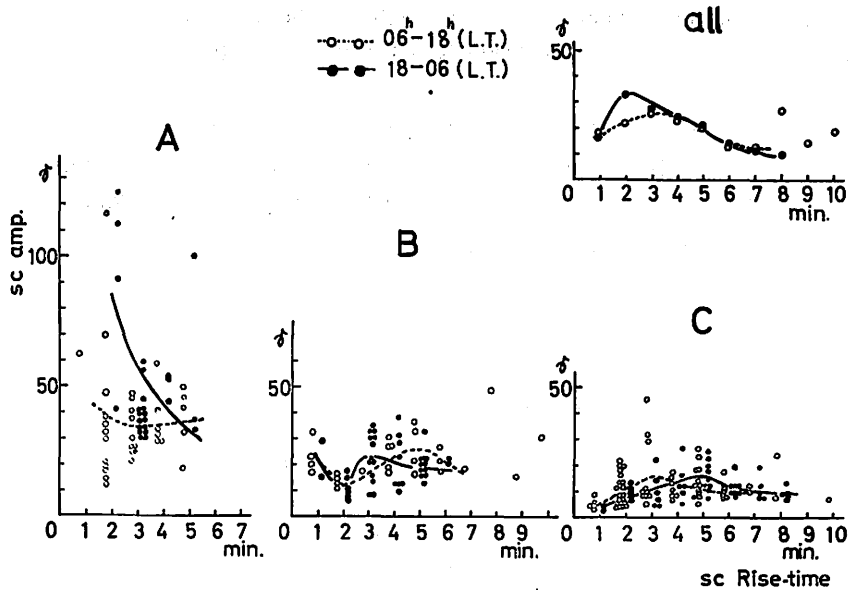 all
06h-18h (L.T.)
18-06 (L.T.)
γ
50
0 1 2 3 4 5 6 7 8 9 10
min.
A
γ
sc amp.
100
50
0 1 2 3 4 5 6 7
min.
B
γ
50
0 1 2 3 4 5 6 7 8 9
min.
C
γ
50
0 1 2 3 4 5 6 7 8 9 10
min.
sc Rise-time